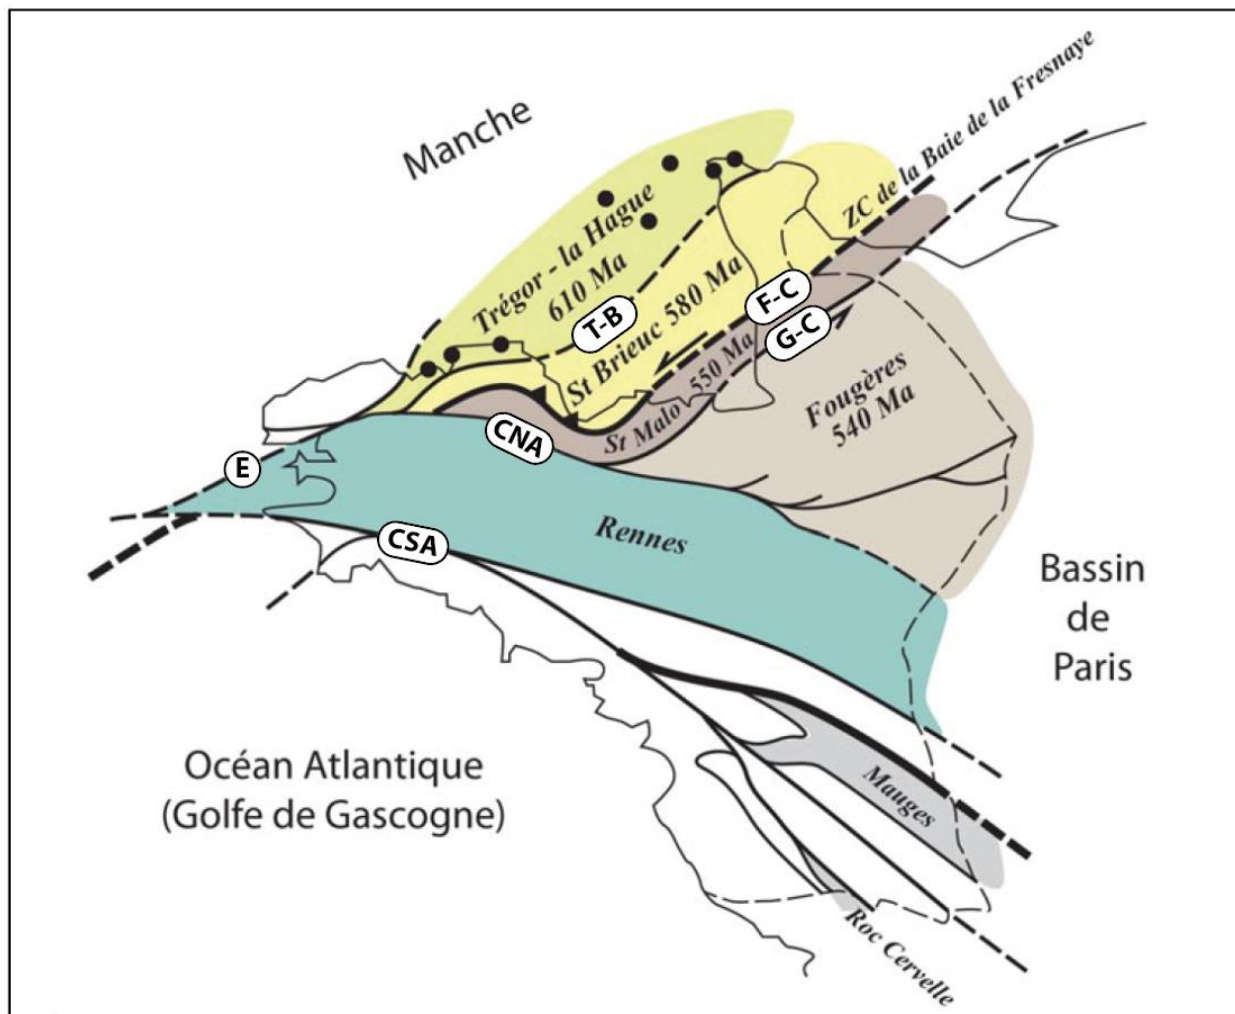 Manche
ZC de la Baie de la Fresnaye
Trégor - la Hague
610 Ma
T-B
St Brieuc 580 Ma
F-C
G-C
St Malo 550 Ma
Fougères
540 Ma
CNA
E
CSA
Rennes
Bassin
de
Paris
Océan Atlantique
(Golfe de Gascogne)
Mauges
Roc Cervelle